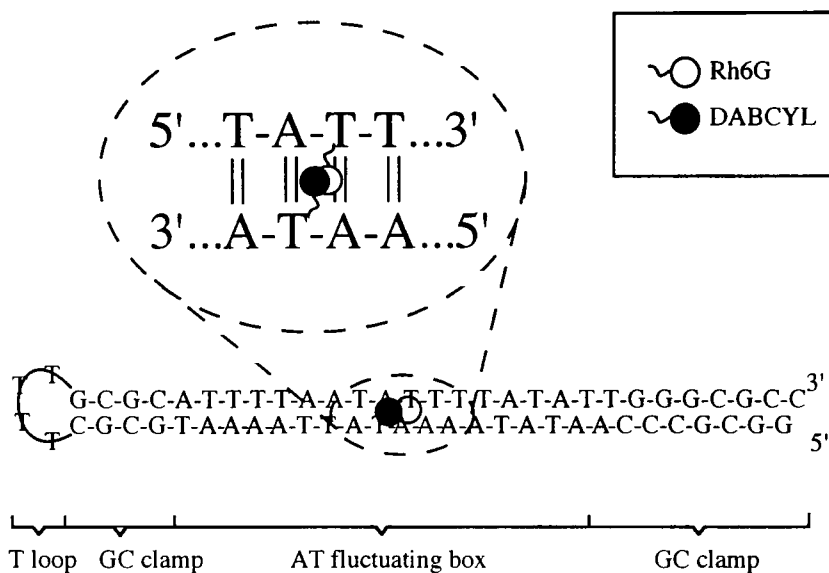 Rh6G
DABCYL
5'...T-A-T-T...3'
3'...A-T-A-A...5'
T T
G-C-G-C-A-T-T-T-T-A-A-T-A-T-T-T-T-A-T-A-T-T-G-G-G-C-G-C-C 3'
T T
C-G-C-G-T-A-A-A-A-T-T-A-T-A-A-A-A-T-A-T-A-A-C-C-C-G-C-G-G 5'
T loop GC clamp AT fluctuating box GC clamp